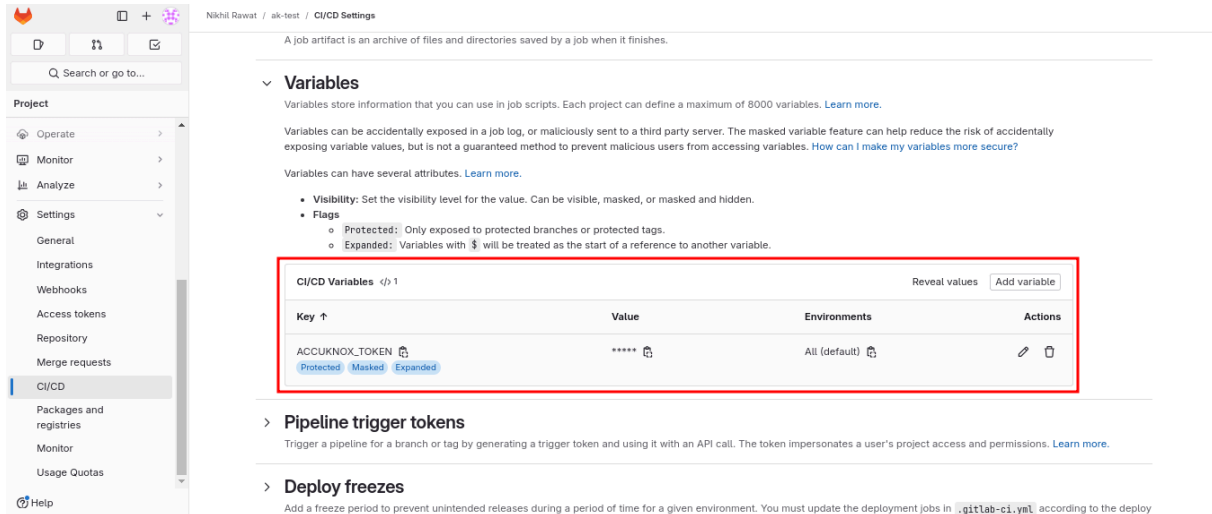 Nikhil Rawat / ak-test / CI/CD Settings
Search or go to...
Project
Operate
Monitor
Analyze
Settings
General
Integrations
Webhooks
Access tokens
Repository
Merge requests
CI/CD
Packages and
registries
Monitor
Usage Quotas
Help
A job artifact is an archive of files and directories saved by a job when it finishes.
Variables
Variables store information that you can use in job scripts. Each project can define a maximum of 8000 variables. Learn more.
Variables can be accidentally exposed in a job log, or maliciously sent to a third party server. The masked variable feature can help reduce the risk of accidentally
exposing variable values, but is not a guaranteed method to prevent malicious users from accessing variables. How can I make my variables more secure?
Variables can have several attributes. Learn more.
• Visibility: Set the visibility level for the value. Can be visible, masked, or masked and hidden.
• Flags
Protected: Only exposed to protected branches or protected tags.
Expanded: Variables with $ will be treated as the start of a reference to another variable.
CI/CD Variables </> 1 Reveal values Add variable
Key ↑ Value Environments Actions
ACCUKNOX_TOKEN ***** All (default)
Protected Masked Expanded
Pipeline trigger tokens
Trigger a pipeline for a branch or tag by generating a trigger token and using it with an API call. The token impersonates a user's project access and permissions. Learn more.
Deploy freezes
Add a freeze period to prevent unintended releases during a period of time for a given environment. You must update the deployment jobs in .gitlab-ci.yml according to the deploy